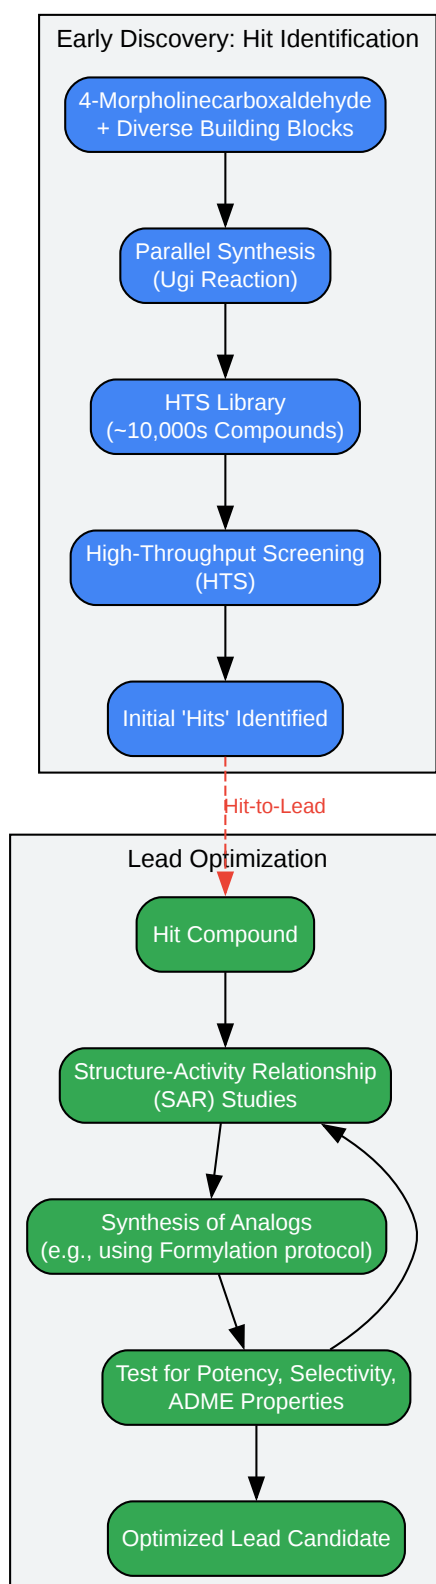 Early Discovery: Hit Identification
4-Morpholinecarboxaldehyde
+ Diverse Building Blocks
Parallel Synthesis
(Ugi Reaction)
HTS Library
(~10,000s Compounds)
High-Throughput Screening
(HTS)
Initial 'Hits' Identified
Hit-to-Lead
Lead Optimization
Hit Compound
Structure-Activity Relationship
(SAR) Studies
Synthesis of Analogs
(e.g., using Formylation protocol)
Test for Potency, Selectivity,
ADME Properties
Optimized Lead Candidate